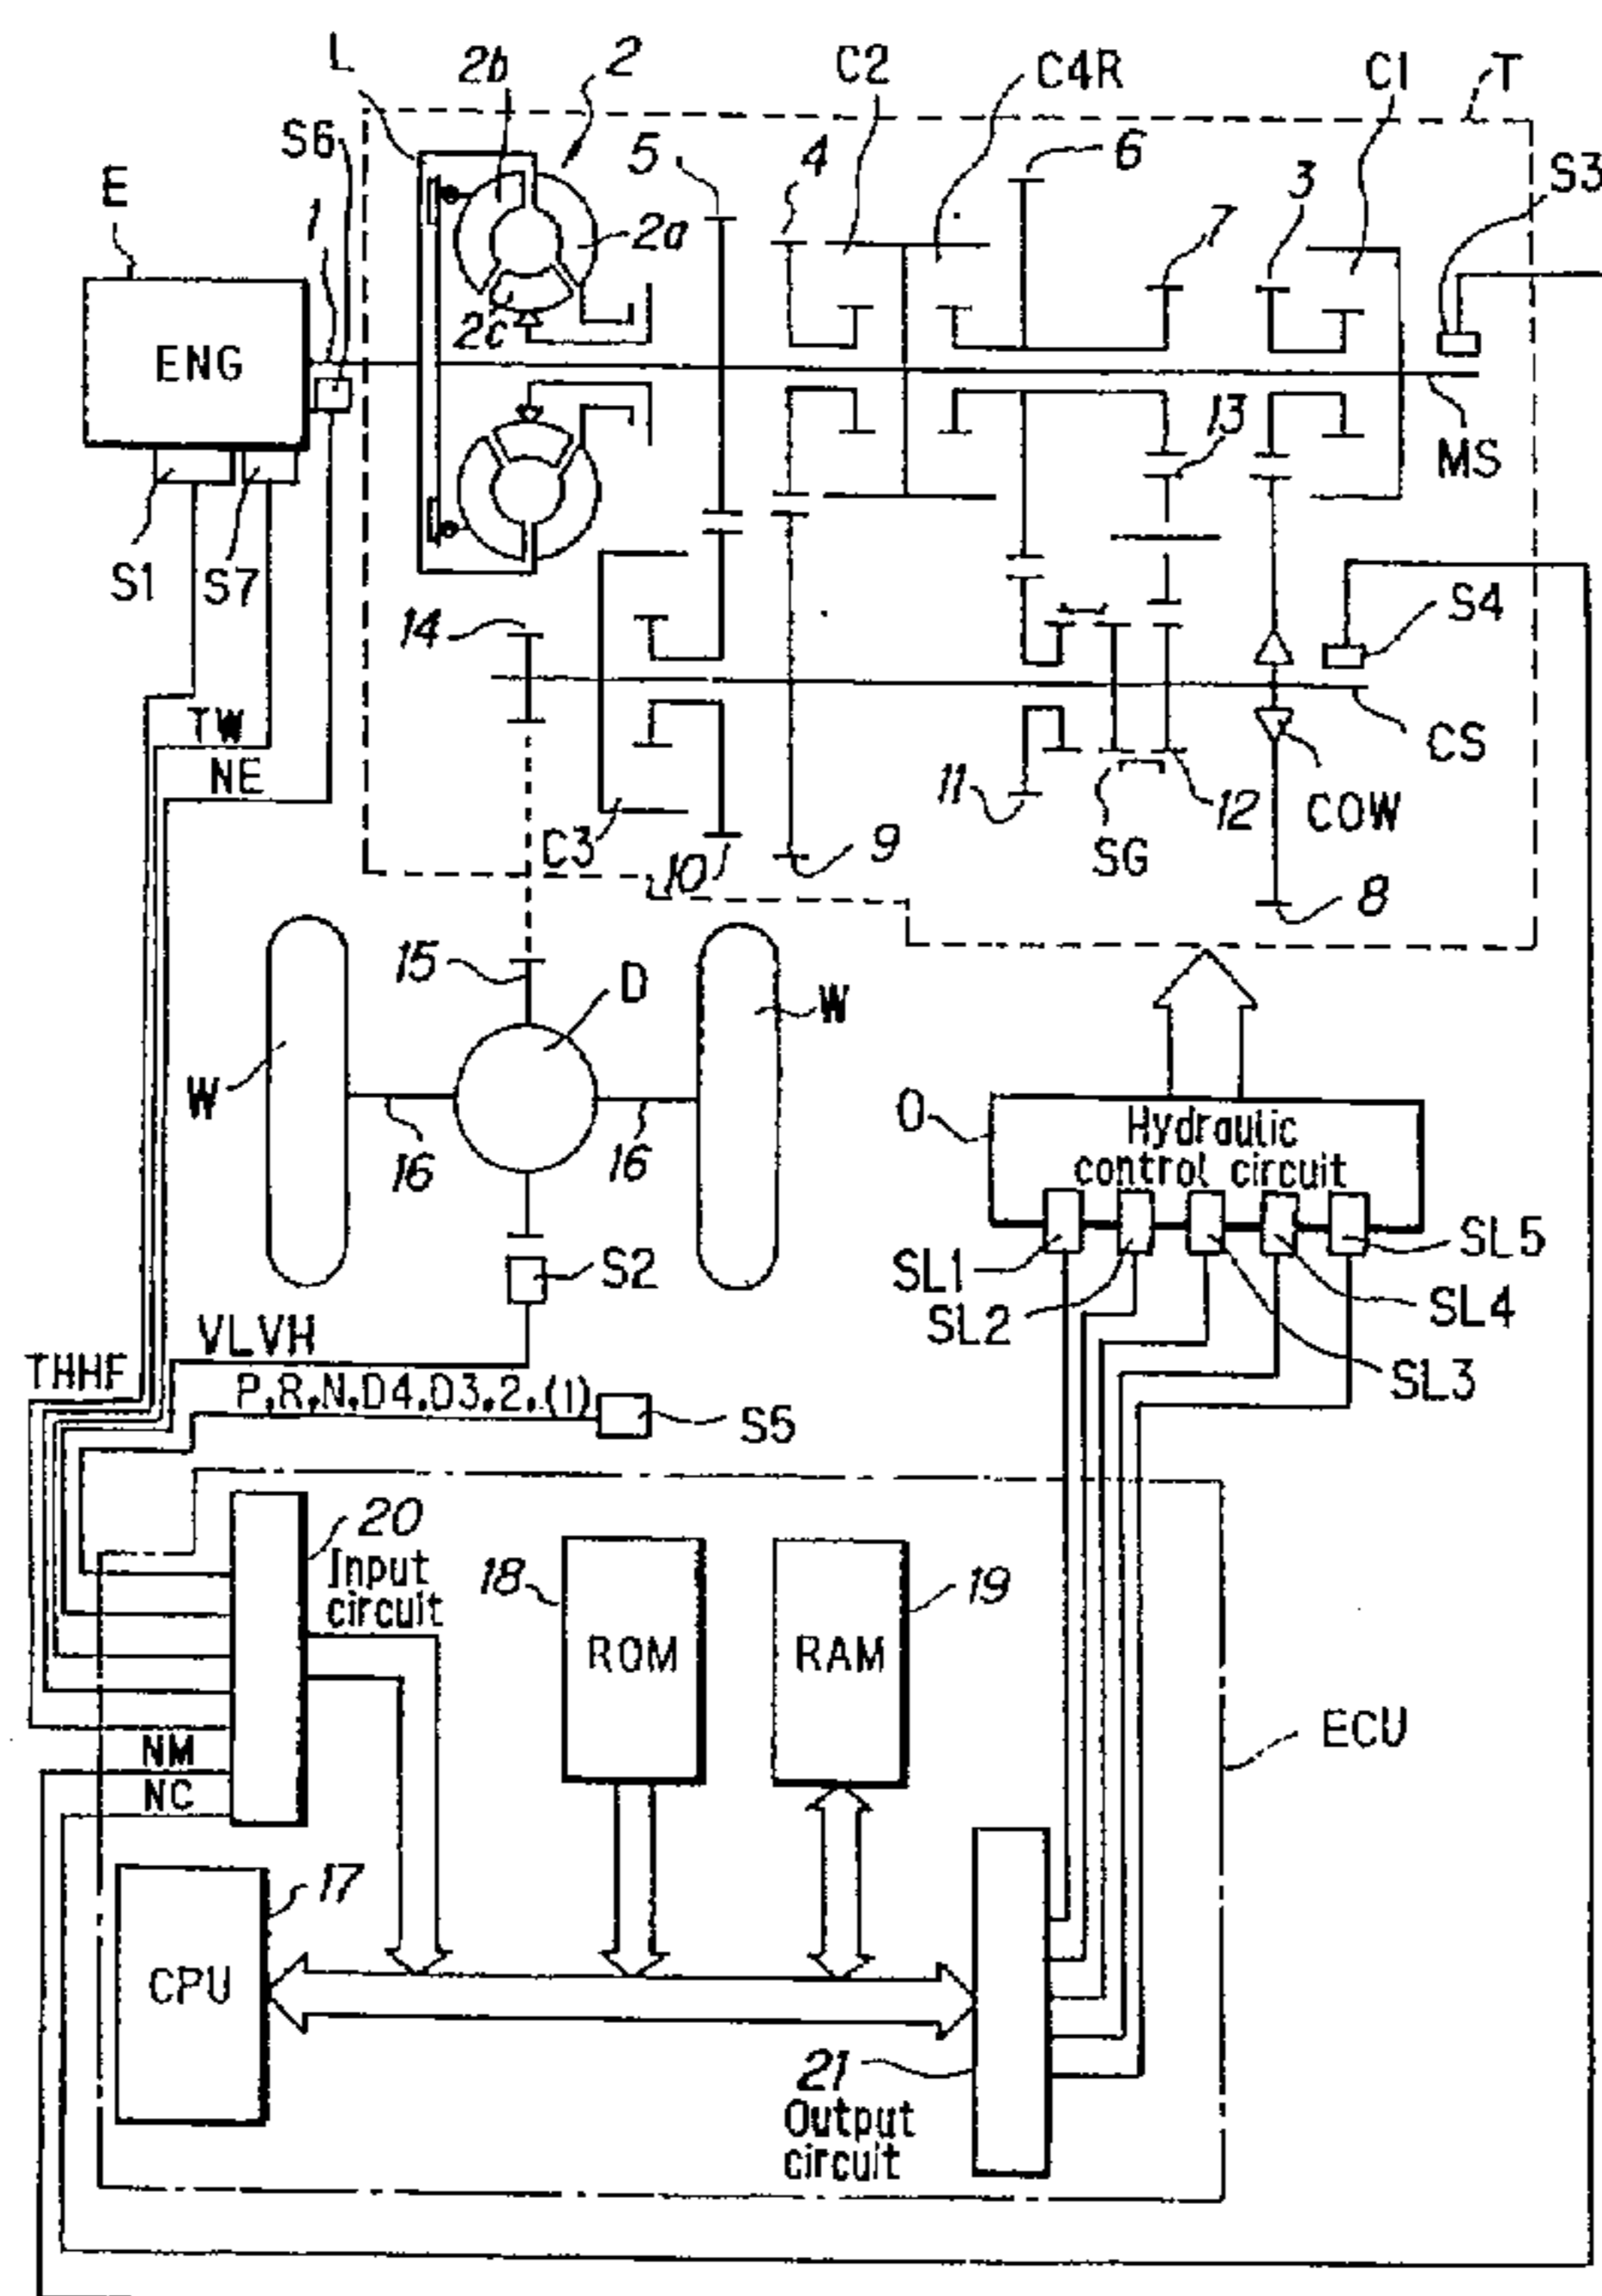 L
2b
2
C2
C4R
C1
T
S6
E
1
5
4
6
7
3
S3
2a
2c
ENG
13
MS
S1
S7
14
S4
TW
NE
C3
10
9
11
SG
12
COW
CS
8
15
D
W
W
16
16
O
Hydraulic
control circuit
S2
SL1
SL2
SL5
SL4
SL3
VLVH
THHF
P.R.N.D4.D3.2.(1)
S5
20
Input
circuit
18
ROM
19
RAM
ECU
NM
NC
17
CPU
21
Output
circuit